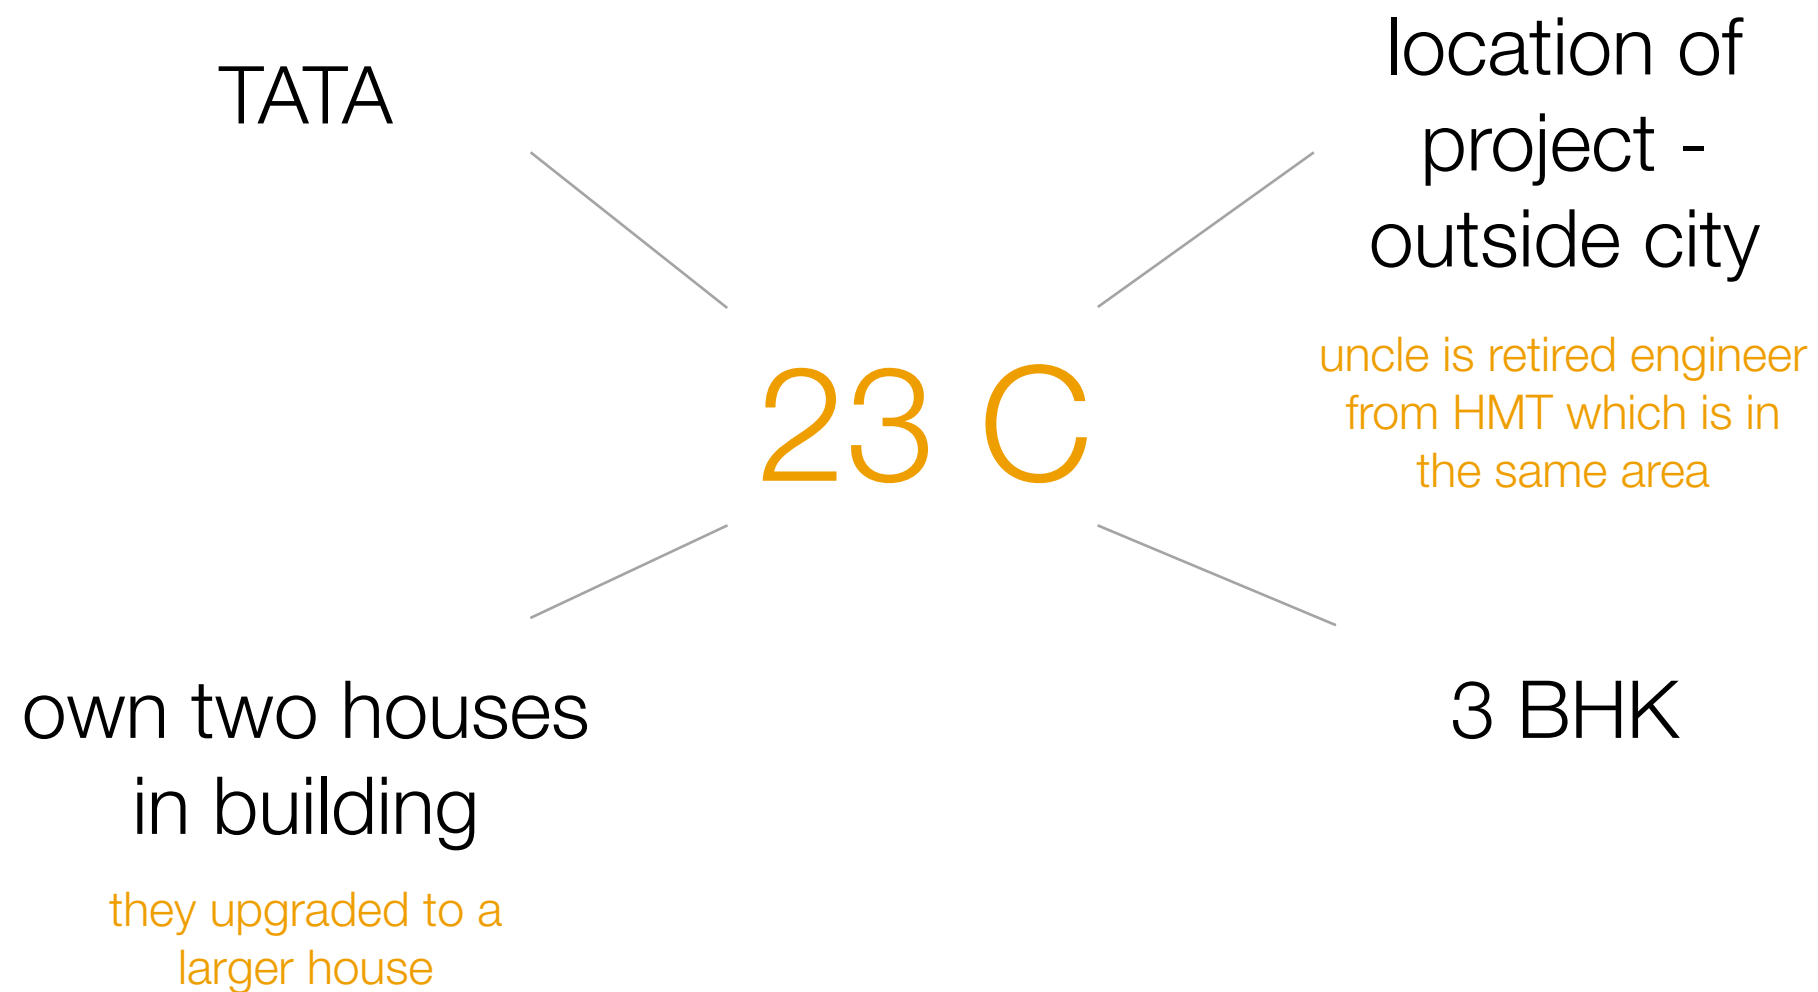 TATA
location of
project -
outside city
uncle is retired engineer
from HMT which is in
the same area
23 C
own two houses
in building
they upgraded to a
larger house
3 BHK